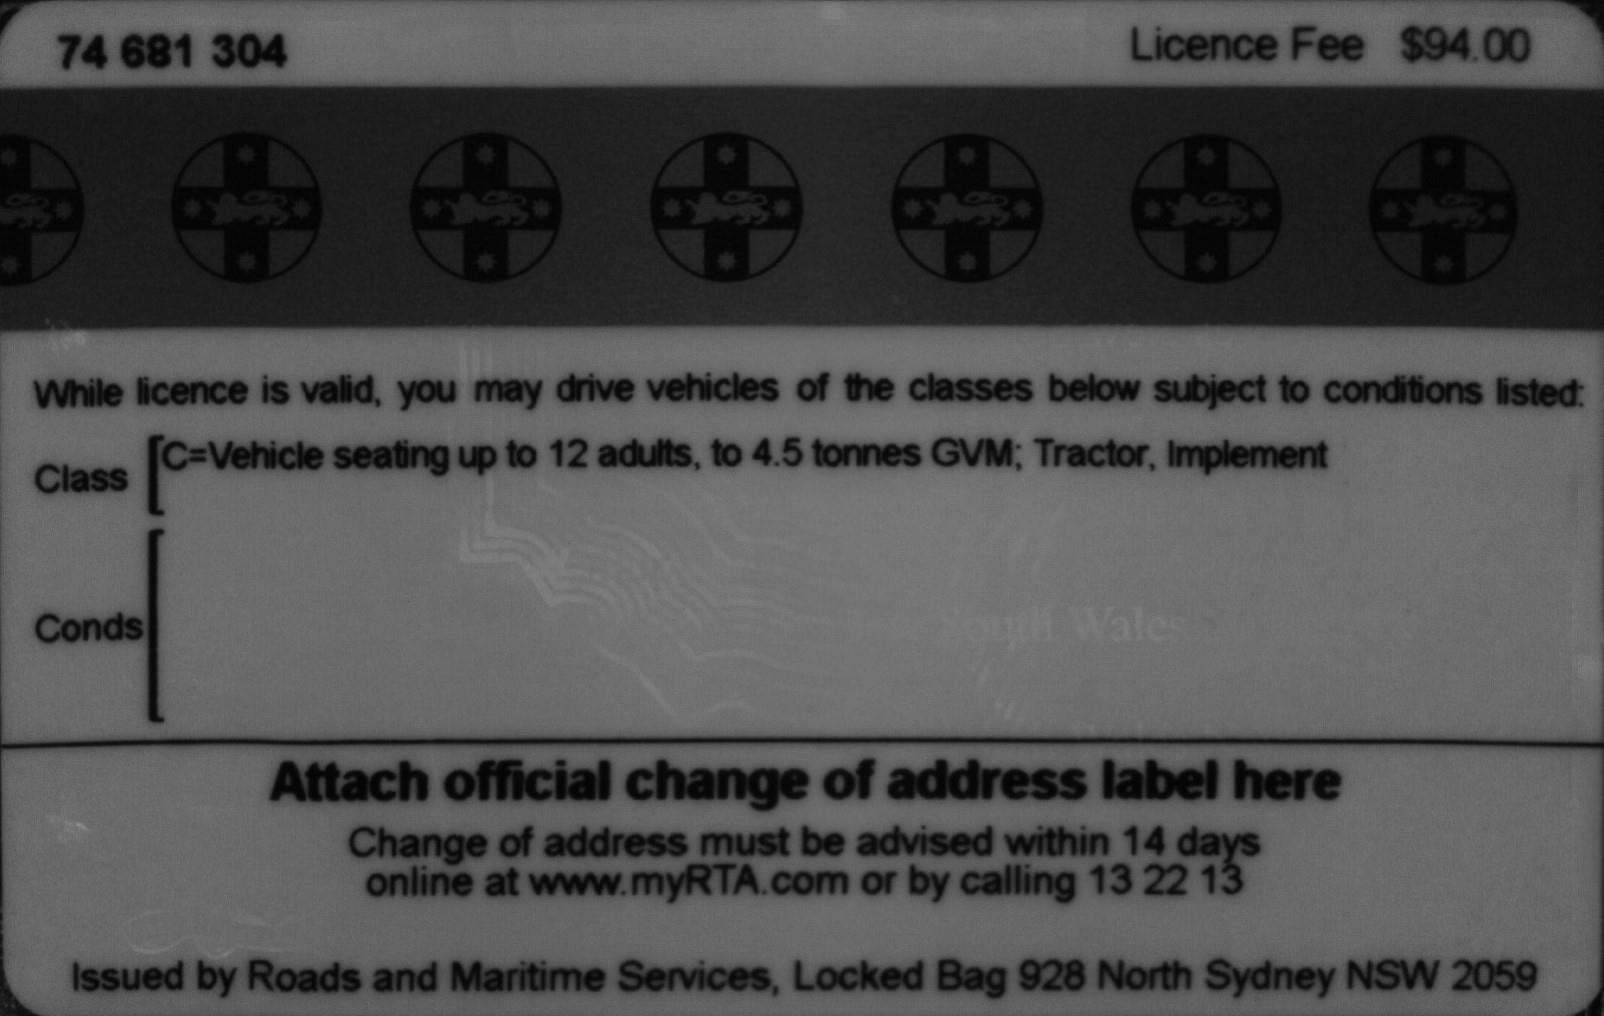 74 681 304
Licence Fee $94.00
While licence is valid, you may drive vehicles of the classes below subject to conditions listed:
Class [C=Vehicle seating up to 12 adults, to 4.5 tonnes GVM; Tractor, Implement
Conds [
South Wales
Attach official change of address label here
Change of address must be advised within 14 days
online at www.myRTA.com or by calling 13 22 13
Issued by Roads and Maritime Services, Locked Bag 928 North Sydney NSW 2059